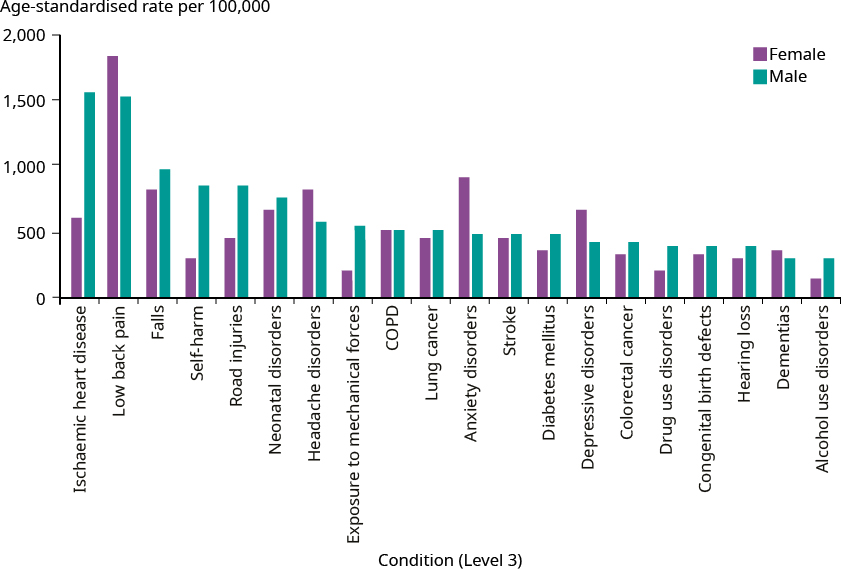 Age-standardised rate per 100,000
2,000
1,500
1,000
500
0
Female
Male
Ischaemic heart disease
Low back pain
Falls
Self-harm
Road injuries
Neonatal disorders
Headache disorders
Exposure to mechanical forces
COPD
Lung cancer
Anxiety disorders
Stroke
Diabetes mellitus
Depressive disorders
Colorectal cancer
Drug use disorders
Congenital birth defects
Hearing loss
Dementias
Alcohol use disorders
Condition (Level 3)